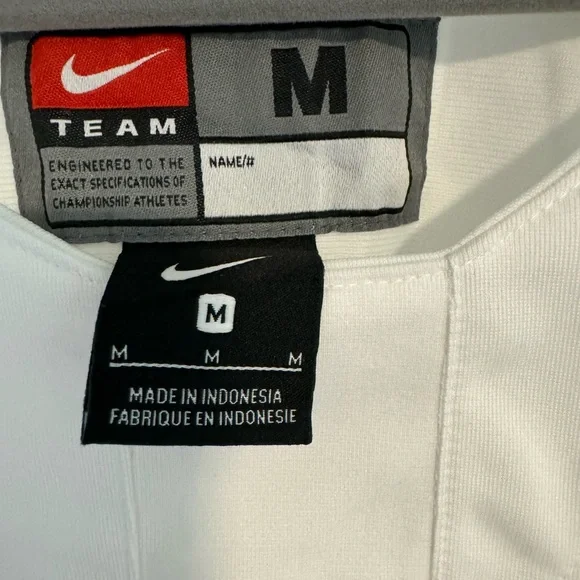 TEAM
M
ENGINEERED TO THE
EXACT SPECIFICATIONS OF
CHAMPIONSHIP ATHLETES
NAME/#
M
M M M
MADE IN INDONESIA
FABRIQUE EN INDONESIE